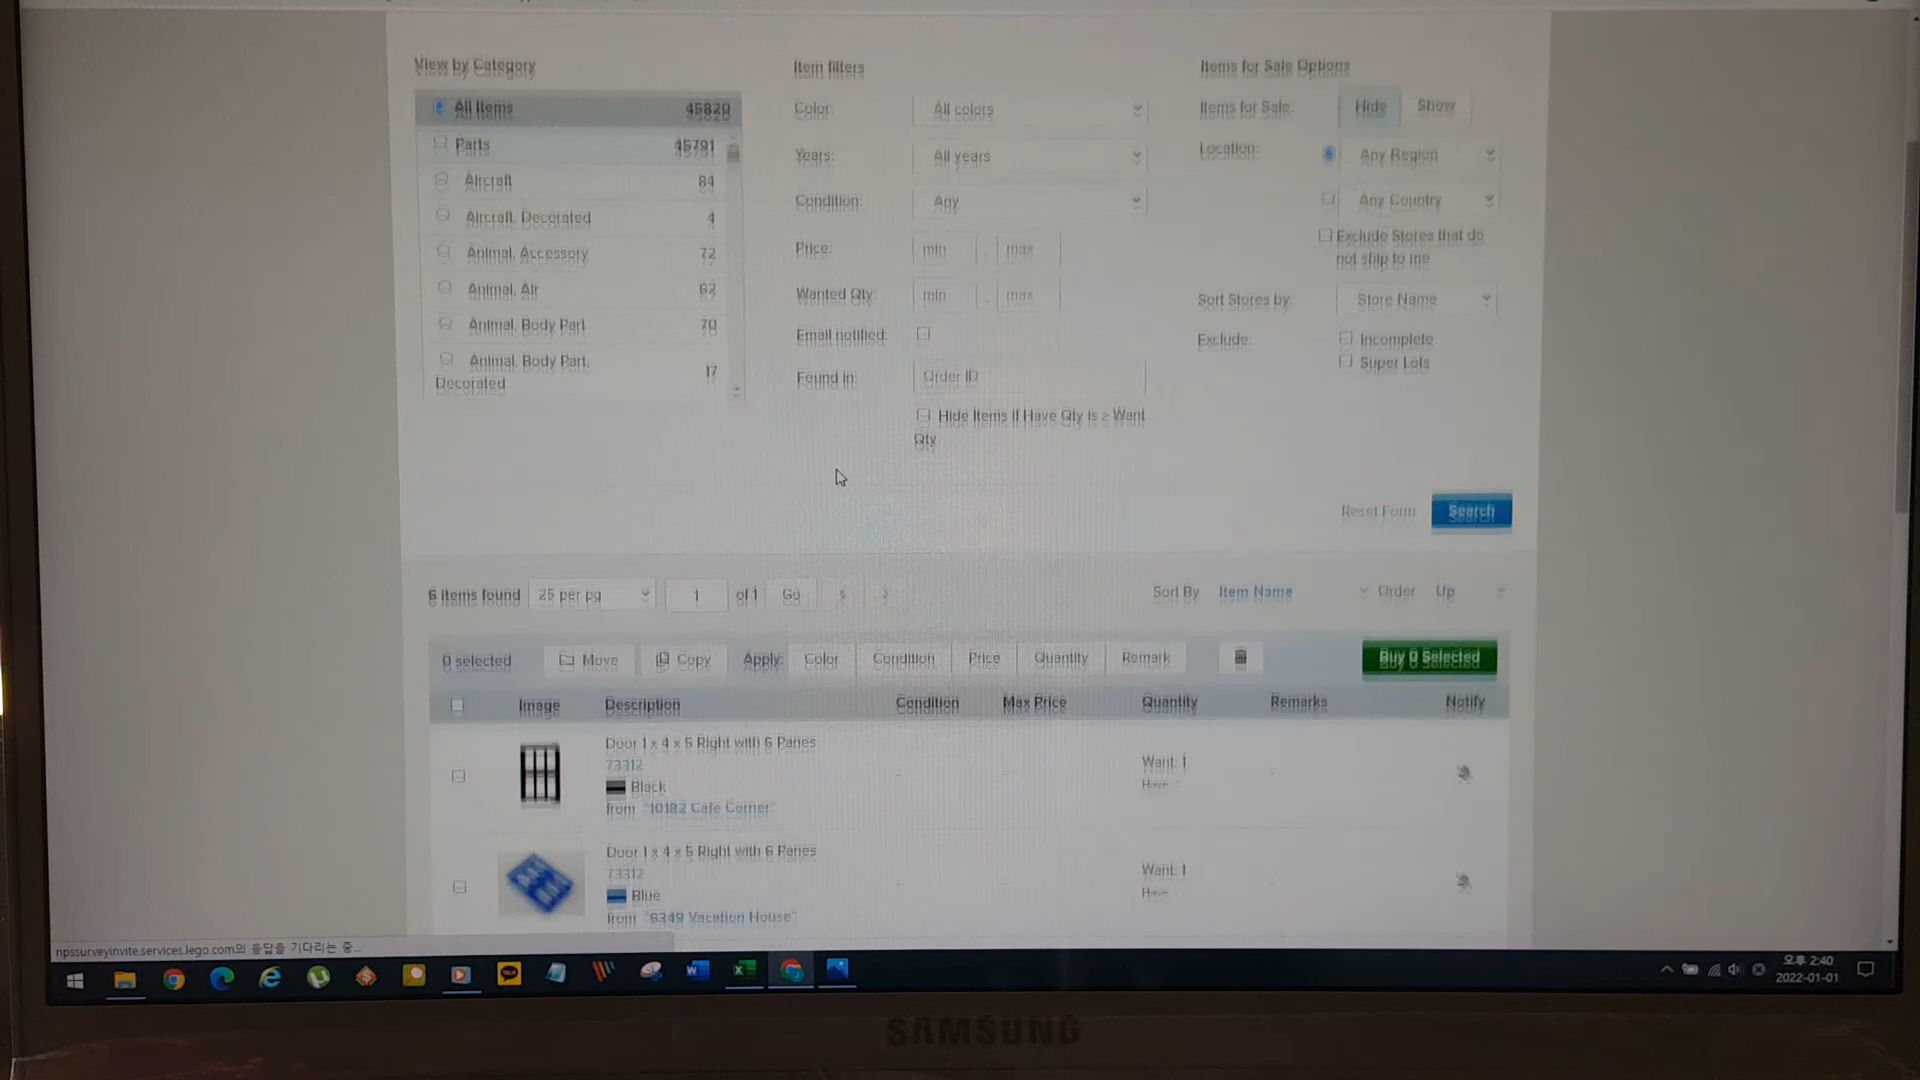 View by Category
Item filters
Items for Sale Options
All Items 45820
Color: All colors
Items for Sale: Hide Show
Parts 45791
Years: All years
Location: Any Region
Aircraft 84
Condition: Any
Any Country
Aircraft, Decorated 4
Exclude Stores that do
not ship to me
Animal, Accessory 72
Price: min - max
Animal, Air 62
Wanted Qty: min - max
Sort Stores by: Store Name
Animal, Body Part 70
Email notified:
Exclude: Incomplete
Super Lots
Animal, Body Part,
Decorated 17
Found In: Order ID
Hide Items If Have Qty Is ≥ Want
Qty
Reset Form Search
6 Items found 25 per pg 1 of 1 Go < >
Sort By Item Name Order Up
0 selected Move Copy Apply: Color Condition Price Quantity Remark Buy 0 Selected
Image Description Condition Max Price Quantity Remarks Notify
Door 1 x 4 x 5 Right with 6 Panes
73312
Black
from "10182 Cafe Corner"
Want: 1
Have:
Door 1 x 4 x 5 Right with 6 Panes
73312
Blue
from "6349 Vacation House"
Want: 1
Have:
npssurveyinvite.services.lego.com의 응답을 기다리는 중...
TALK
오후 2:40
2022-01-01
SAMSUNG